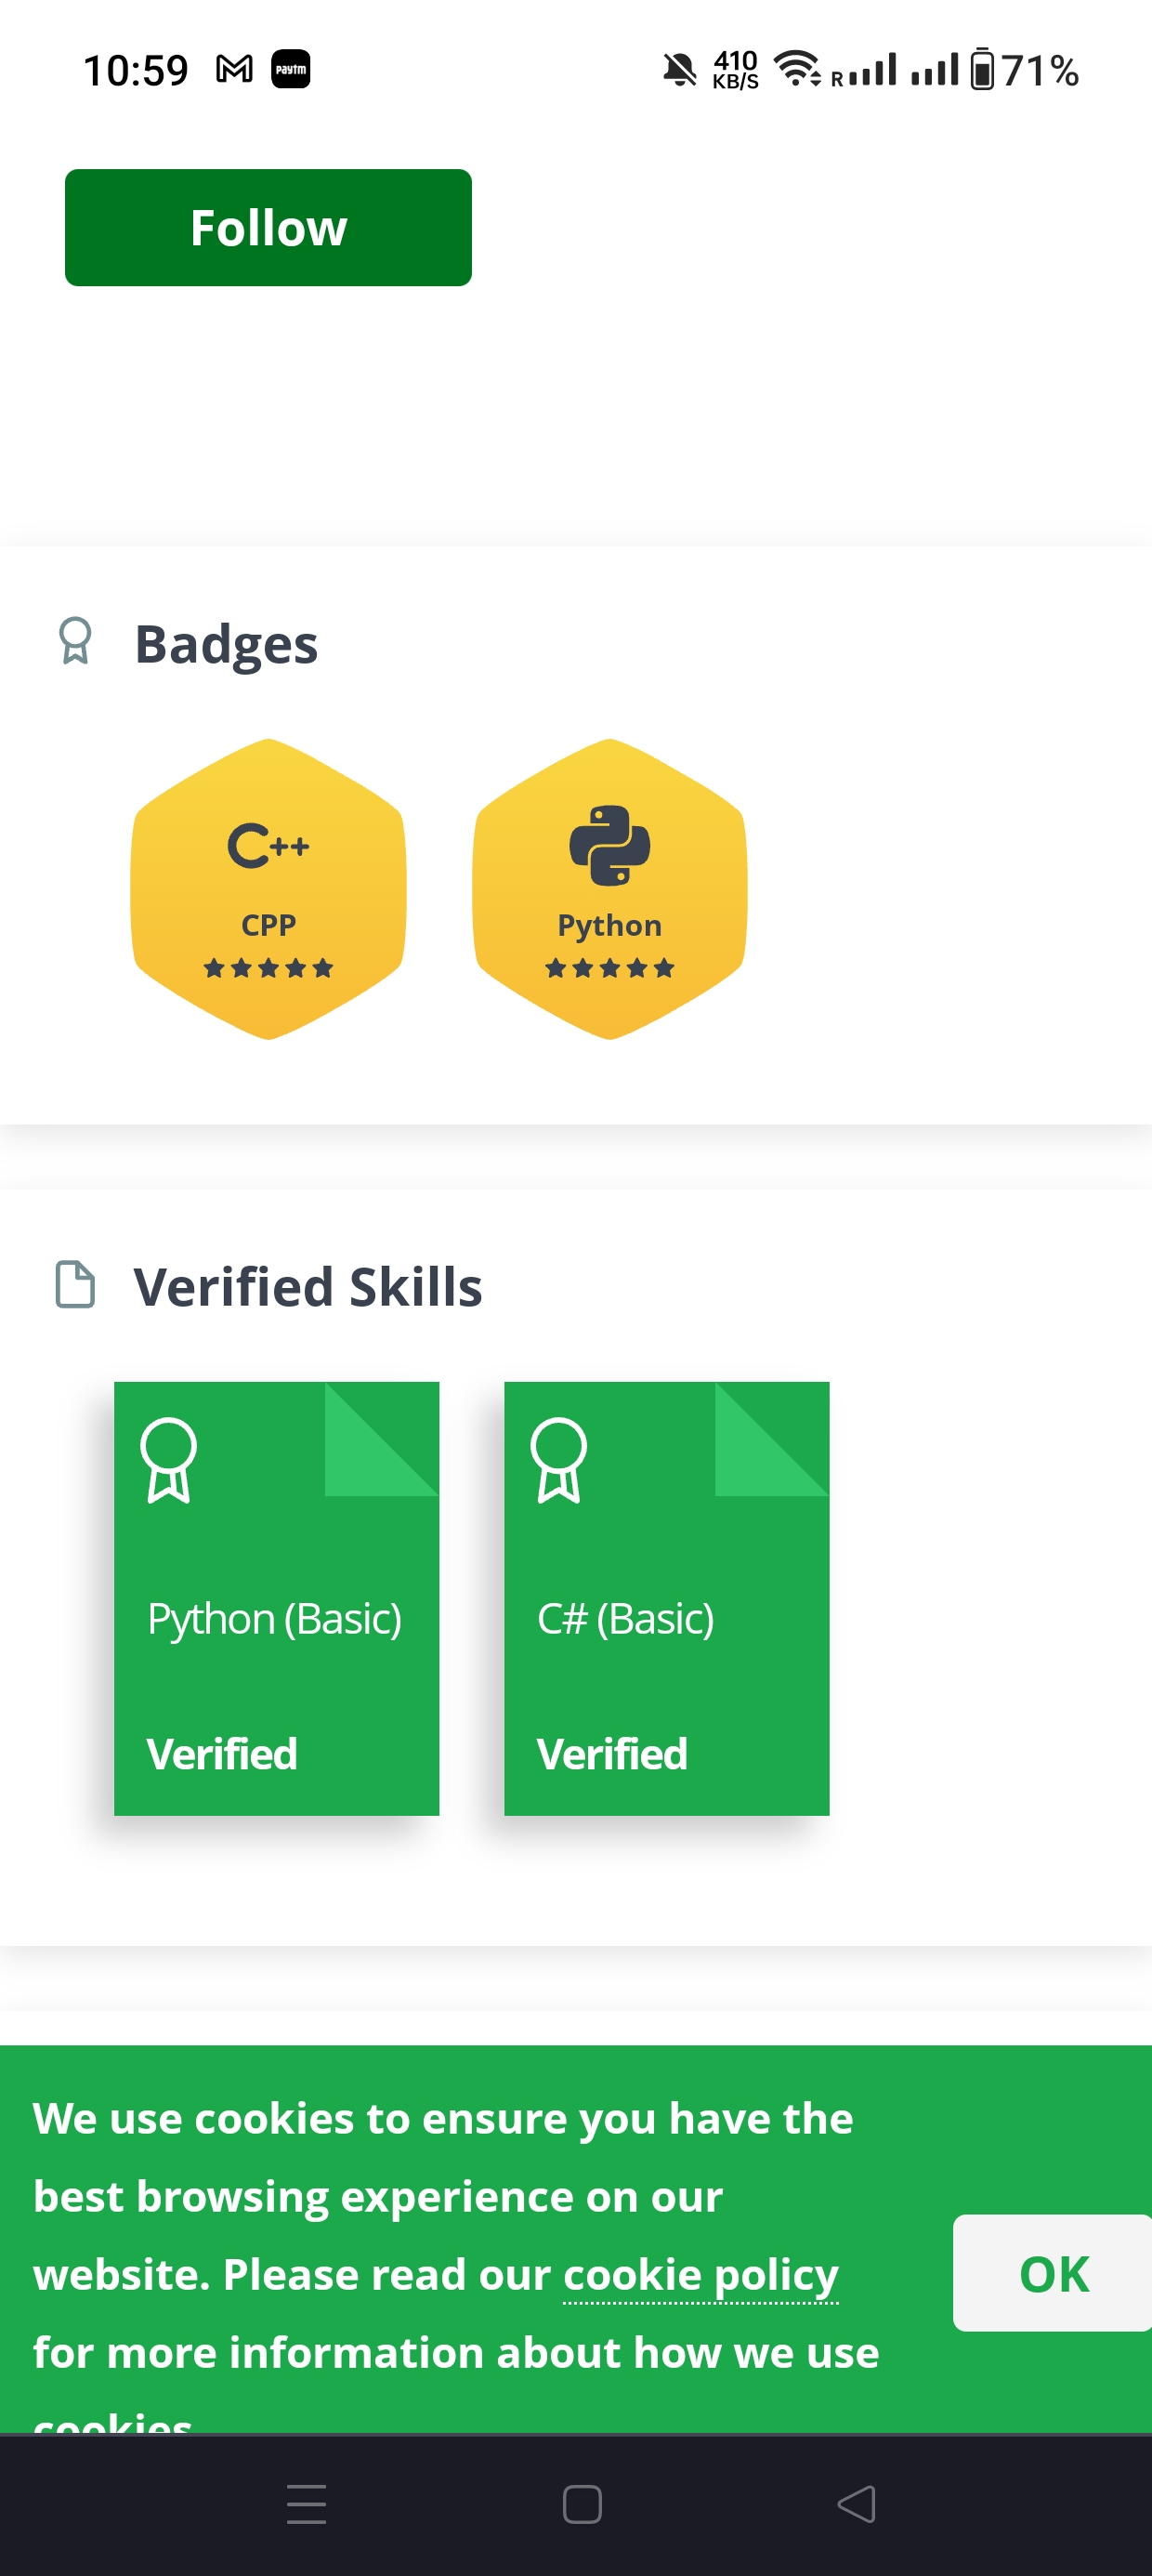 10:59 paytm 410 KB/S R 71%
Follow
Badges
C++
CPP
Python
Verified Skills
Python (Basic)
C# (Basic)
Verified
Verified
We use cookies to ensure you have the
best browsing experience on our
website. Please read our cookie policy
for more information about how we use
cookies
OK